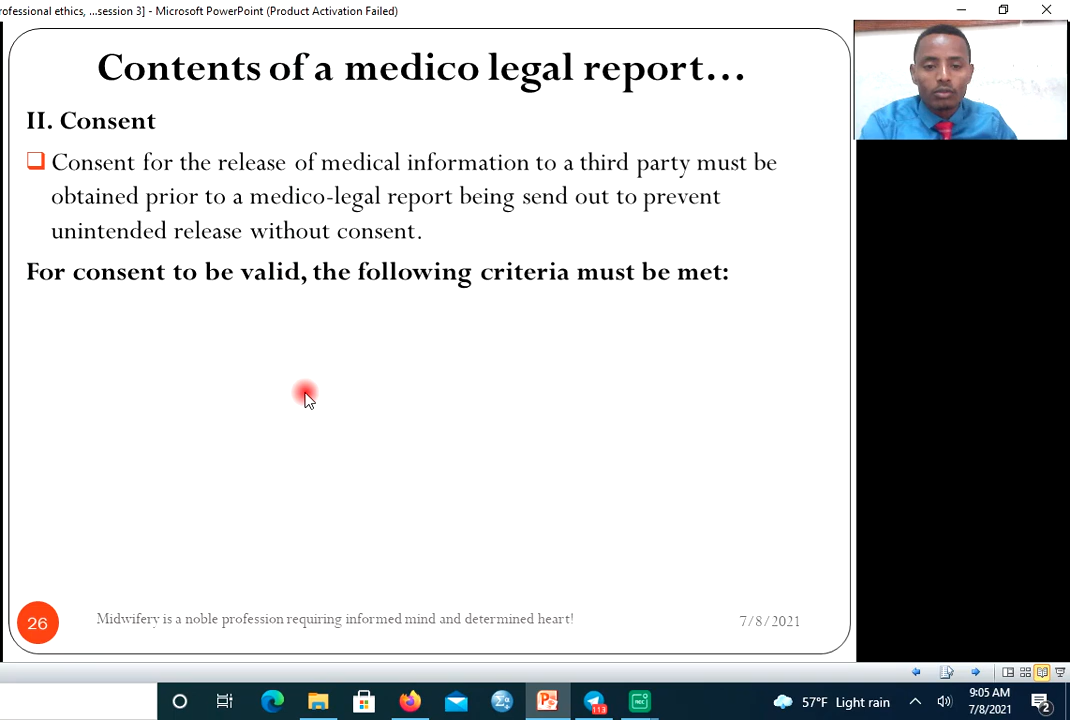 rofessional ethics, ...session 3] - Microsoft PowerPoint (Product Activation Failed)
Contents of a medico legal report...
II. Consent
Consent for the release of medical information to a third party must be
obtained prior to a medico-legal report being send out to prevent
unintended release without consent.
For consent to be valid, the following criteria must be met:
26
Midwifery is a noble profession requiring informed mind and determined heart!
7/8/2021
113
REC
57°F Light rain
9:05 AM
7/8/2021
2